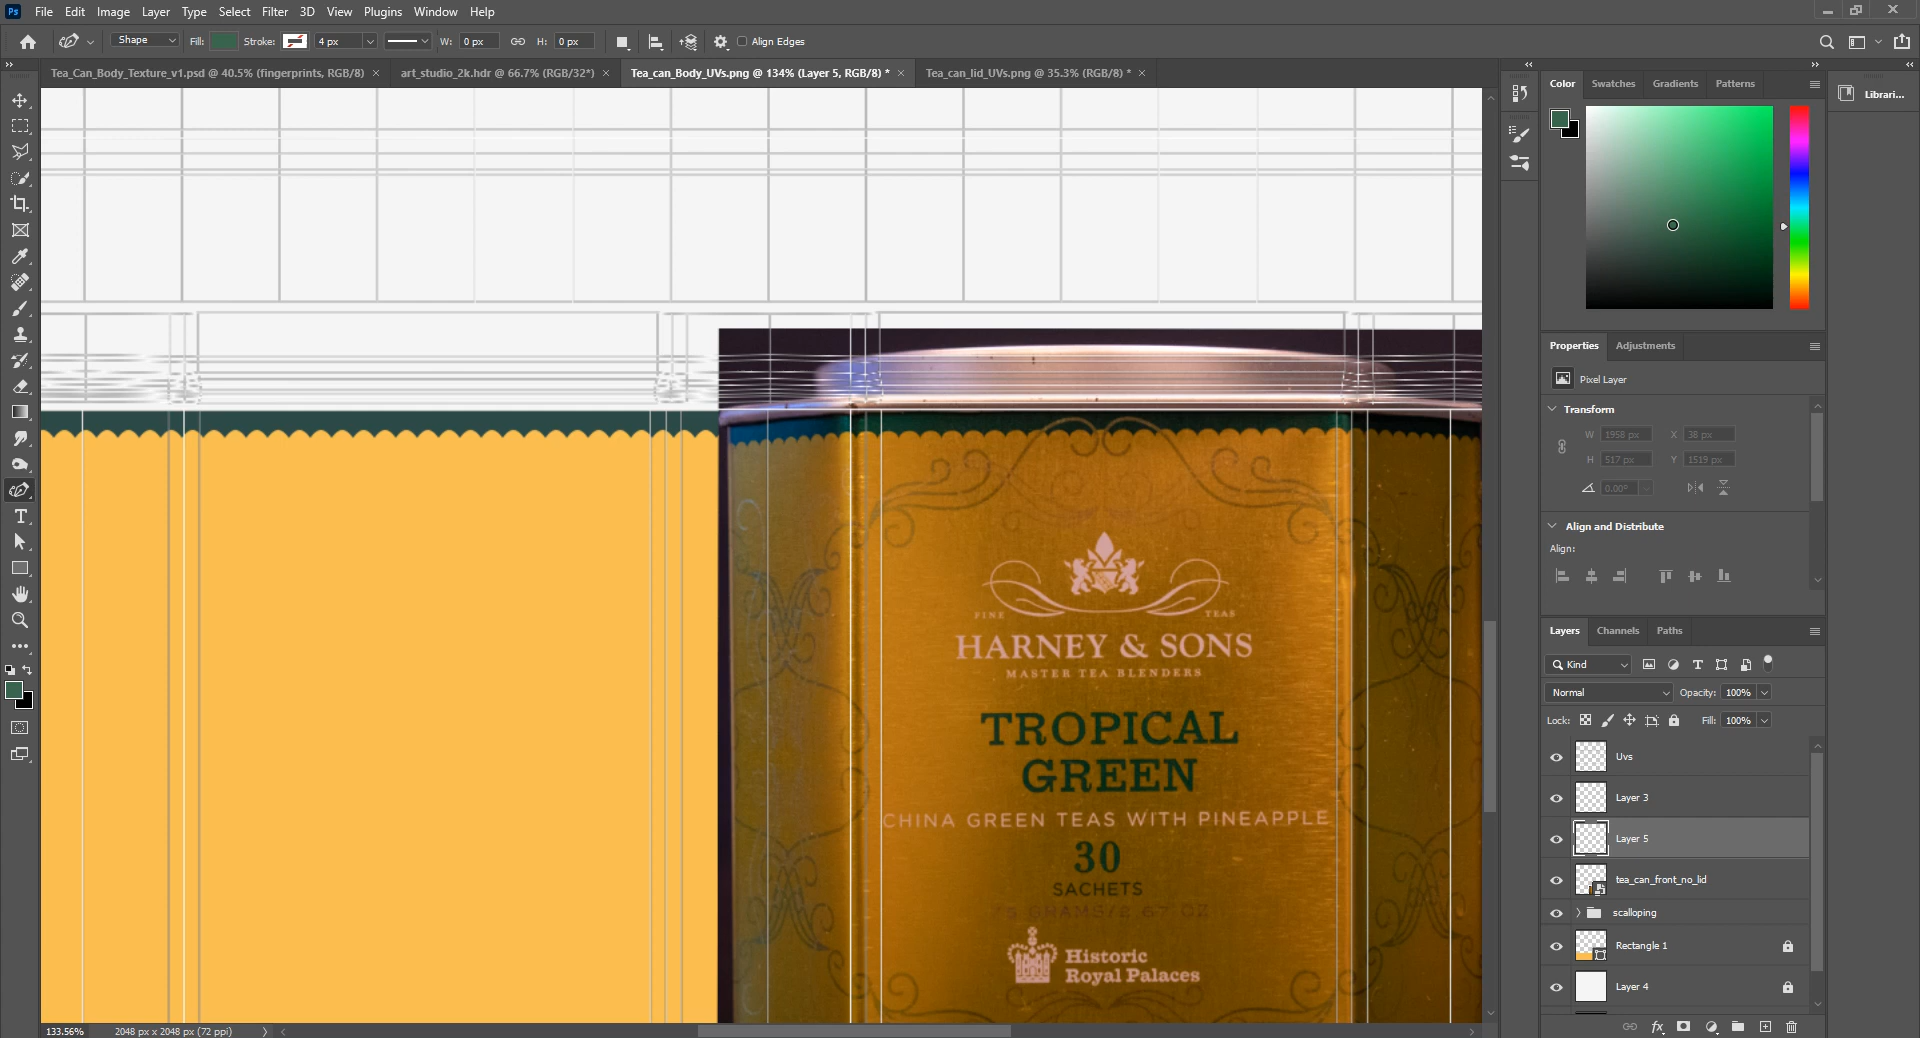 Ps File Edit Image Layer Type Select Filter 3D View Plugins Window Help
Shape Fill: Stroke: 4 px W: 0 px H: 0 px Align Edges
Tea_Can_Body_Texture_v1.psd @ 40.5% (fingerprints, RGB/8) × art_studio_2k.hdr @ 66.7% (RGB/32*) × Tea_can_Body_UVs.png @ 134% (Layer 5, RGB/8) * × Tea_can_lid_UVs.png @ 35.3% (RGB/8) * ×
Color Swatches Gradients Patterns
Librari...
Properties Adjustments
Pixel Layer
Transform
W 1958 px X 38 px
H 517 px Y 1519 px
0.00°
Align and Distribute
Align:
Layers Channels Paths
Kind
Normal Opacity: 100%
Lock: Fill: 100%
Uvs
Layer 3
Layer 5
tea_can_front_no_lid
scalloping
Rectangle 1
Layer 4
fx
FINE TEAS
HARNEY & SONS
MASTER TEA BLENDERS
TROPICAL
GREEN
CHINA GREEN TEAS WITH PINEAPPLE
30
SACHETS
GRAMS/2.67 OZ
Historic
Royal Palaces
133.56% 2048 px x 2048 px (72 ppi)